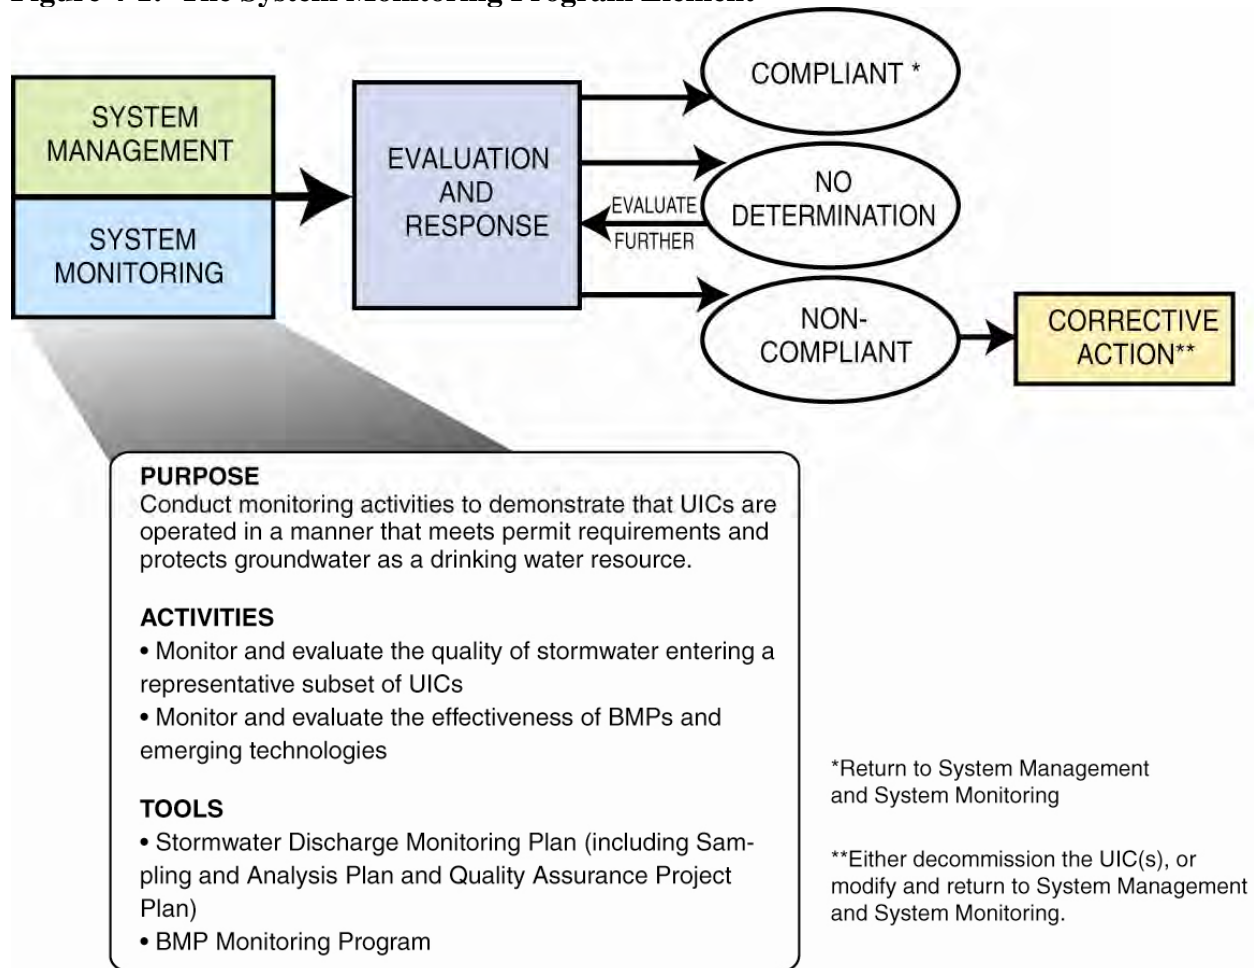 The System Monitoring Program Element
SYSTEM
MANAGEMENT
SYSTEM
MONITORING
EVALUATION
AND
RESPONSE
COMPLIANT *
NO
DETERMINATION
EVALUATE
FURTHER
NON-
COMPLIANT
CORRECTIVE
ACTION**
PURPOSE
Conduct monitoring activities to demonstrate that UICs are
operated in a manner that meets permit requirements and
protects groundwater as a drinking water resource.
ACTIVITIES
• Monitor and evaluate the quality of stormwater entering a
representative subset of UICs
• Monitor and evaluate the effectiveness of BMPs and
emerging technologies
TOOLS
• Stormwater Discharge Monitoring Plan (including Sam-
pling and Analysis Plan and Quality Assurance Project
Plan)
• BMP Monitoring Program
*Return to System Management
and System Monitoring
**Either decommission the UIC(s), or
modify and return to System Management
and System Monitoring.